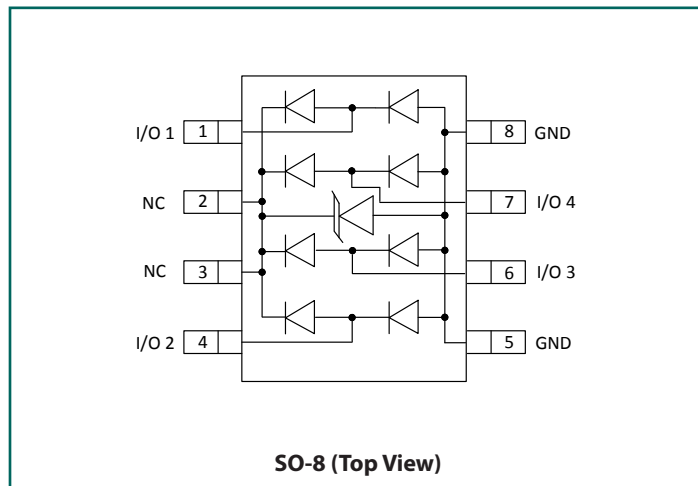 I/O 1 1 8 GND
NC 2 7 I/O 4
NC 3 6 I/O 3
I/O 2 4 5 GND
SO-8 (Top View)